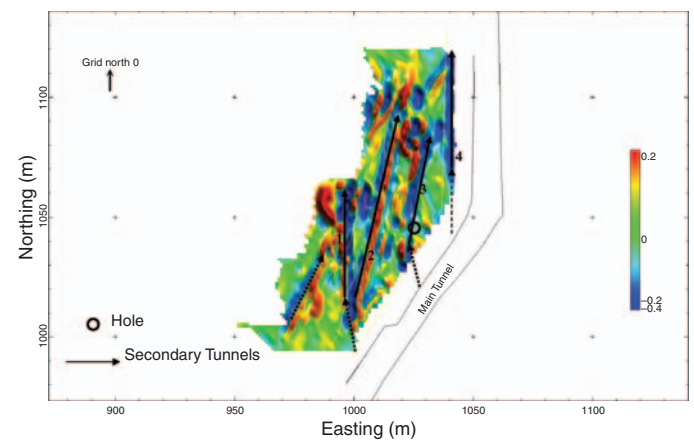 Grid north 0
1100
1050
1000
Northing (m)
4
3
1
2
Main Tunnel
Hole
Secondary Tunnels
0.2
0
–0.2
–0.4
900
950
1000
1050
1100
Easting (m)